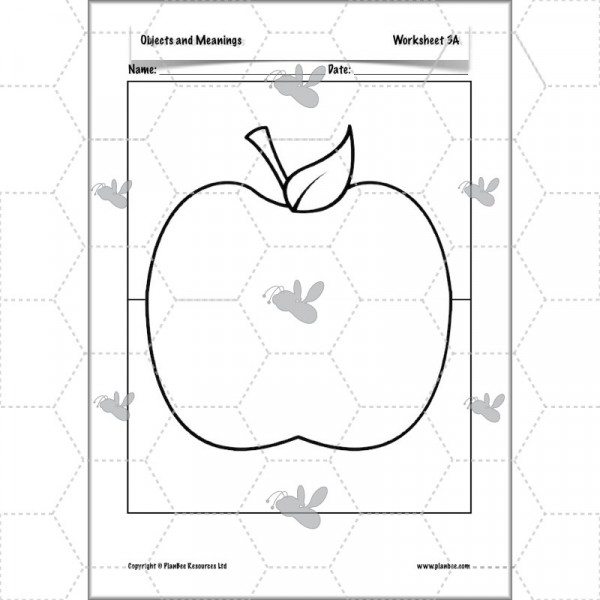 Objects and Meanings Worksheet 3A
Name: Date:
Copyright © PlanBee Resources Ltd www.planbee.com